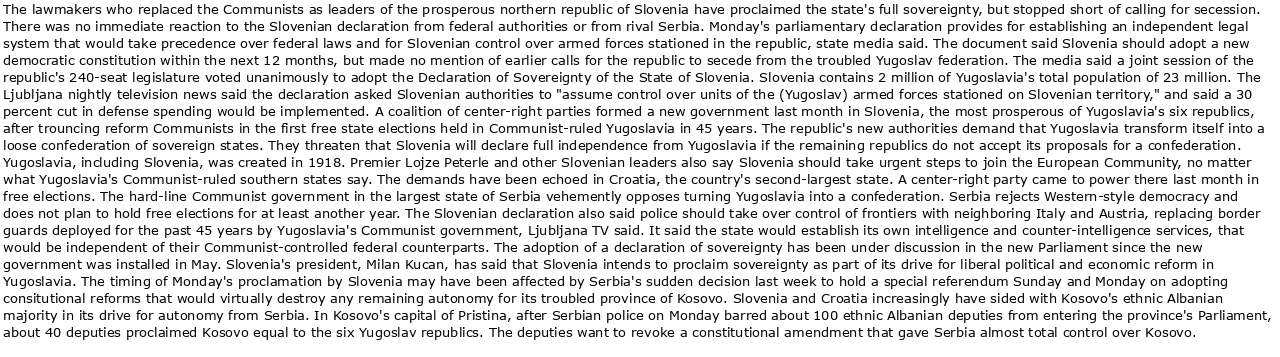 The lawmakers who replaced the Communists as leaders of the prosperous northern republic of Slovenia have proclaimed the state's full sovereignty, but stopped short of calling for secession.
There was no immediate reaction to the Slovenian declaration from federal authorities or from rival Serbia. Monday's parliamentary declaration provides for establishing an independent legal
system that would take precedence over federal laws and for Slovenian control over armed forces stationed in the republic, state media said. The document said Slovenia should adopt a new
democratic constitution within the next 12 months, but made no mention of earlier calls for the republic to secede from the troubled Yugoslav federation. The media said a joint session of the
republic's 240-seat legislature voted unanimously to adopt the Declaration of Sovereignty of the State of Slovenia. Slovenia contains 2 million of Yugoslavia's total population of 23 million. The
Ljubljana nightly television news said the declaration asked Slovenian authorities to "assume control over units of the (Yugoslav) armed forces stationed on Slovenian territory," and said a 30
percent cut in defense spending would be implemented. A coalition of center-right parties formed a new government last month in Slovenia, the most prosperous of Yugoslavia's six republics,
after trouncing reform Communists in the first free state elections held in Communist-ruled Yugoslavia in 45 years. The republic's new authorities demand that Yugoslavia transform itself into a
loose confederation of sovereign states. They threaten that Slovenia will declare full independence from Yugoslavia if the remaining republics do not accept its proposals for a confederation.
Yugoslavia, including Slovenia, was created in 1918. Premier Lojze Peterle and other Slovenian leaders also say Slovenia should take urgent steps to join the European Community, no matter
what Yugoslavia's Communist-ruled southern states say. The demands have been echoed in Croatia, the country's second-largest state. A center-right party came to power there last month in
free elections. The hard-line Communist government in the largest state of Serbia vehemently opposes turning Yugoslavia into a confederation. Serbia rejects Western-style democracy and
does not plan to hold free elections for at least another year. The Slovenian declaration also said police should take over control of frontiers with neighboring Italy and Austria, replacing border
guards deployed for the past 45 years by Yugoslavia's Communist government, Ljubljana TV said. It said the state would establish its own intelligence and counter-intelligence services, that
would be independent of their Communist-controlled federal counterparts. The adoption of a declaration of sovereignty has been under discussion in the new Parliament since the new
government was installed in May. Slovenia's president, Milan Kucan, has said that Slovenia intends to proclaim sovereignty as part of its drive for liberal political and economic reform in
Yugoslavia. The timing of Monday's proclamation by Slovenia may have been affected by Serbia's sudden decision last week to hold a special referendum Sunday and Monday on adopting
consitutional reforms that would virtually destroy any remaining autonomy for its troubled province of Kosovo. Slovenia and Croatia increasingly have sided with Kosovo's ethnic Albanian
majority in its drive for autonomy from Serbia. In Kosovo's capital of Pristina, after Serbian police on Monday barred about 100 ethnic Albanian deputies from entering the province's Parliament,
about 40 deputies proclaimed Kosovo equal to the six Yugoslav republics. The deputies want to revoke a constitutional amendment that gave Serbia almost total control over Kosovo.